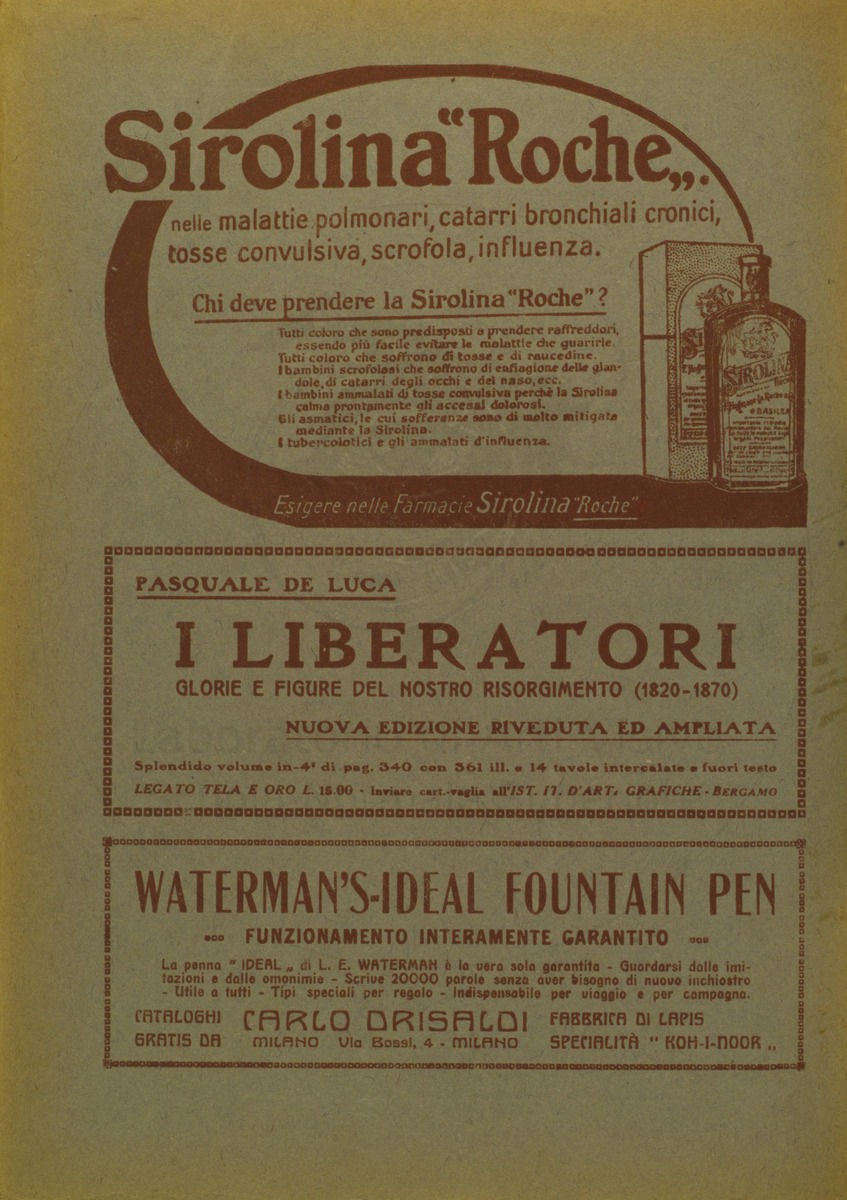 Sirolina “Roche„.
nelle malattie polmonari, catarri bronchiali cronici,
tosse convulsiva, scrofola, influenza.
Chi deve prendere la Sirolina “Roche”?
Tutti coloro che sono predisposti a prendere raffreddori,
essendo più facile evitare le malattie che guarirle.
Tutti coloro che soffrono di tosse e di raucedine.
I bambini scrofolosi che soffrono di enfiagione delle glan-
dole, di catarri degli occhi e del naso, ecc.
I bambini ammalati di tosse convulsiva perchè la Sirolina
calma prontamente gli accessi dolorosi.
Gli asmatici, le cui sofferenze sono di molto mitigate
mediante la Sirolina.
I tubercolotici e gli ammalati d'influenza.
SIROLINA
BASILEA
Esigere nelle Farmacie Sirolina “Roche”
PASQUALE DE LUCA
I LIBERATORI
GLORIE E FIGURE DEL NOSTRO RISORGIMENTO (1820-1870)
NUOVA EDIZIONE RIVEDUTA ED AMPLIATA
Splendido volume in-4° di pag. 340 con 361 ill. e 14 tavole intercalate e fuori testo
LEGATO TELA E ORO L. 15.00 - Inviare cart.-vaglia all'IST. IT. D'ARTI GRAFICHE - BERGAMO
WATERMAN'S-IDEAL FOUNTAIN PEN
FUNZIONAMENTO INTERAMENTE GARANTITO
La penna “ IDEAL „ di L. E. WATERMAN è la vera sola garantita - Guardarsi dalle imi-
tazioni e dalle omonimie - Scrive 20000 parole senza aver bisogno di nuovo inchiostro
- Utile a tutti - Tipi speciali per regalo - Indispensabile per viaggio e per campagna.
CATALOGHI
GRATIS DA
CARLO DRISALDI
MILANO Via Bossi, 4 - MILANO
FABBRICA DI LAPIS
SPECIALITÀ “ KOH-I-NOOR „